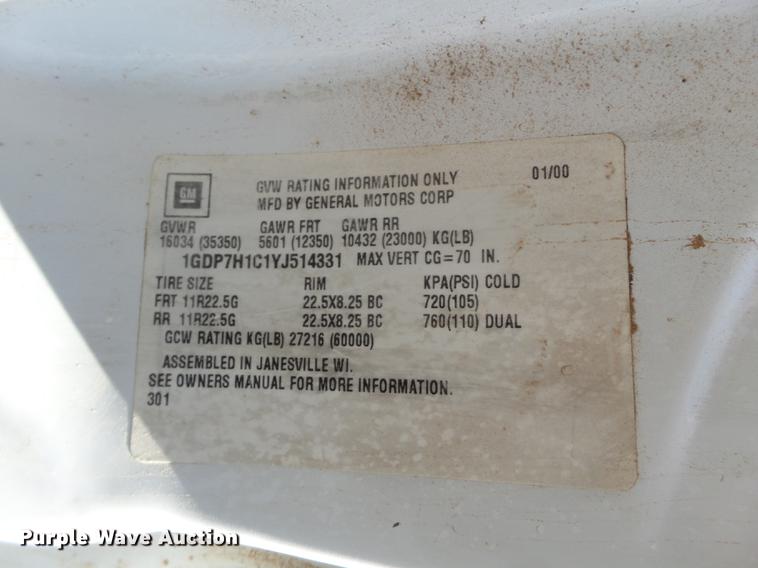 GM
GVW RATING INFORMATION ONLY 01/00
MFD BY GENERAL MOTORS CORP
GVWR GAWR FRT GAWR RR
16034 (35350) 5601 (12350) 10432 (23000) KG(LB)
1GDP7H1C1YJ514331 MAX VERT CG=70 IN.
TIRE SIZE RIM KPA(PSI) COLD
FRT 11R22.5G 22.5X8.25 BC 720(105)
RR 11R22.5G 22.5X8.25 BC 760(110) DUAL
GCW RATING KG(LB) 27216 (60000)
ASSEMBLED IN JANESVILLE WI.
SEE OWNERS MANUAL FOR MORE INFORMATION.
301
Purple Wave Auction